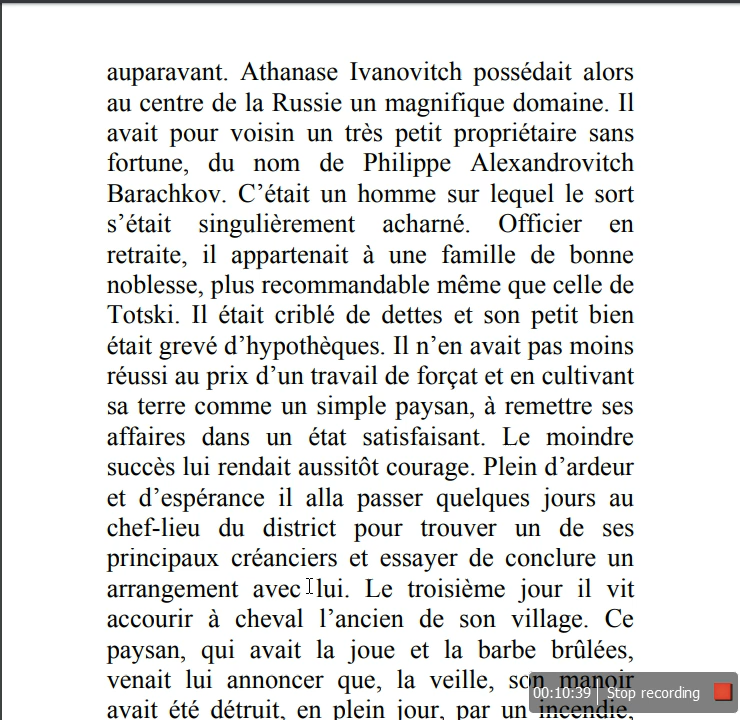 auparavant. Athanase Ivanovitch possédait alors
au centre de la Russie un magnifique domaine. Il
avait pour voisin un très petit propriétaire sans
fortune, du nom de Philippe Alexandrovitch
Barachkov. C’était un homme sur lequel le sort
s’était singulièrement acharné. Officier en
retraite, il appartenait à une famille de bonne
noblesse, plus recommandable même que celle de
Totski. Il était criblé de dettes et son petit bien
était grevé d’hypothèques. Il n’en avait pas moins
réussi au prix d’un travail de forçat et en cultivant
sa terre comme un simple paysan, à remettre ses
affaires dans un état satisfaisant. Le moindre
succès lui rendait aussitôt courage. Plein d’ardeur
et d’espérance il alla passer quelques jours au
chef-lieu du district pour trouver un de ses
principaux créanciers et essayer de conclure un
arrangement avec lui. Le troisième jour il vit
accourir à cheval l’ancien de son village. Ce
paysan, qui avait la joue et la barbe brûlées,
venait lui annoncer que, la veille, son manoir
avait été détruit, en plein jour, par un incendie,
00:10:39 Stop recording